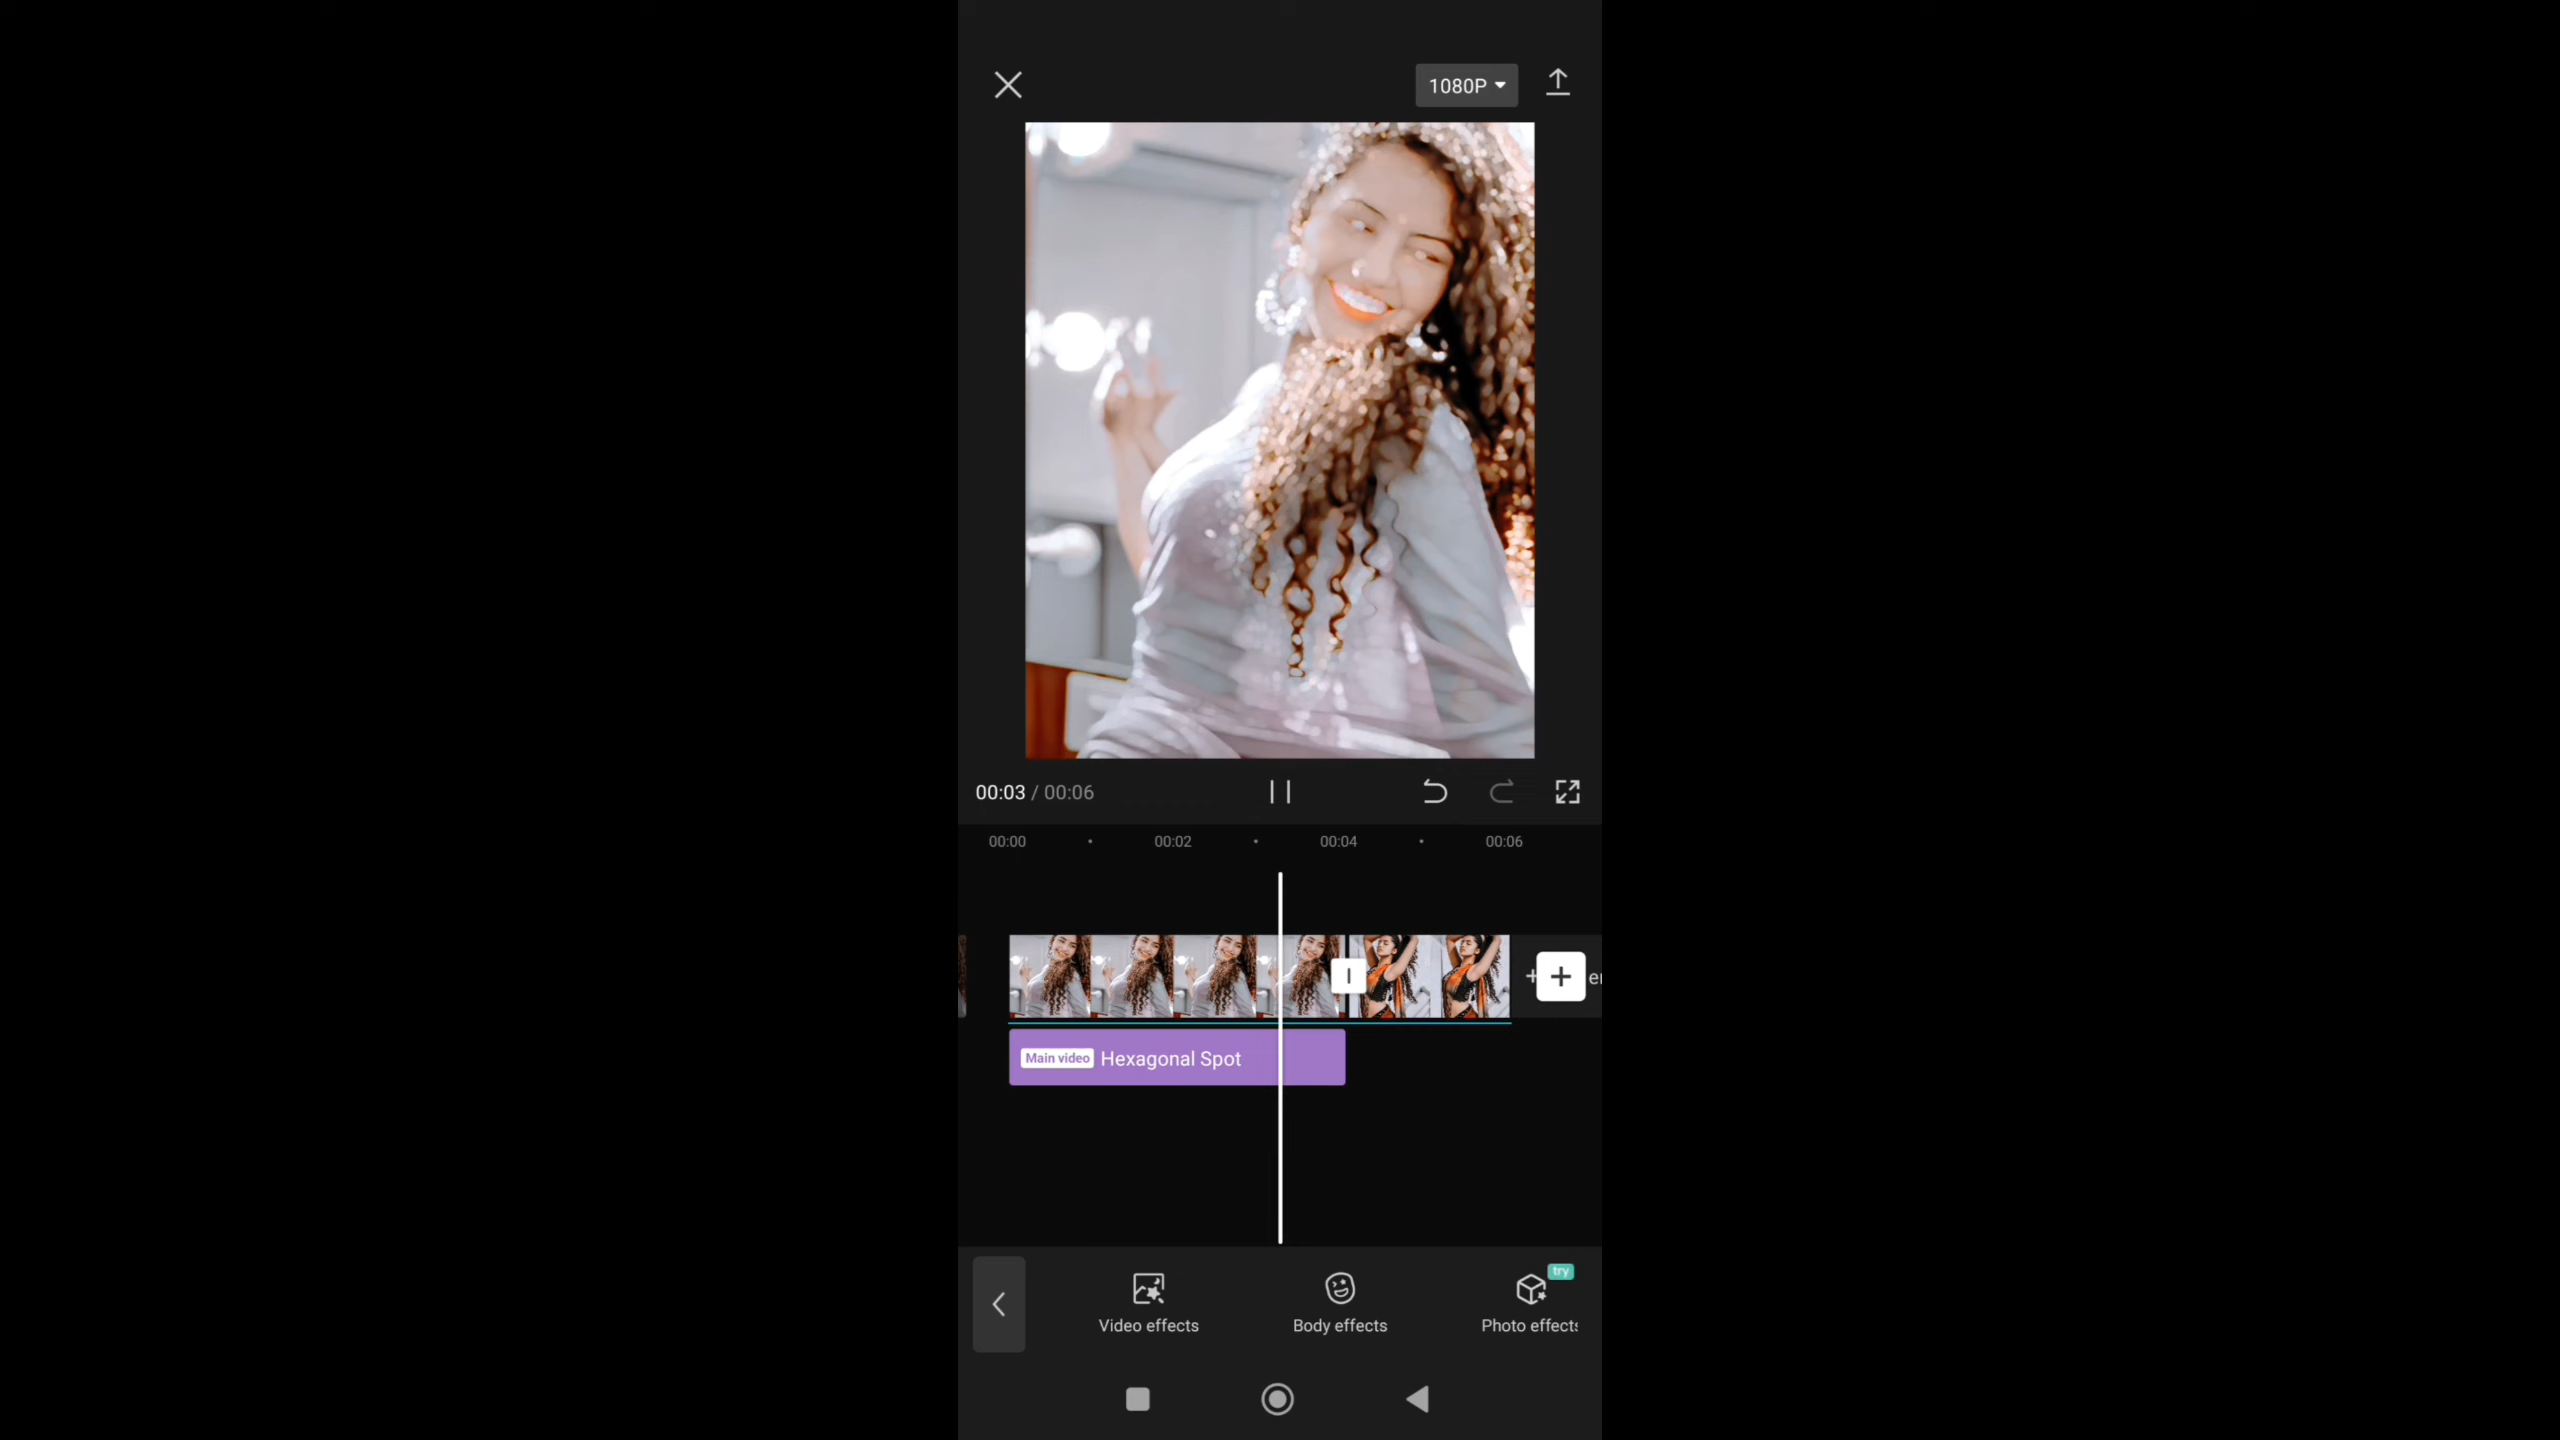 1080P
00:03 / 00:06
00:00 00:02 00:04 00:06
Main video Hexagonal Spot
try
Video effects Body effects Photo effects